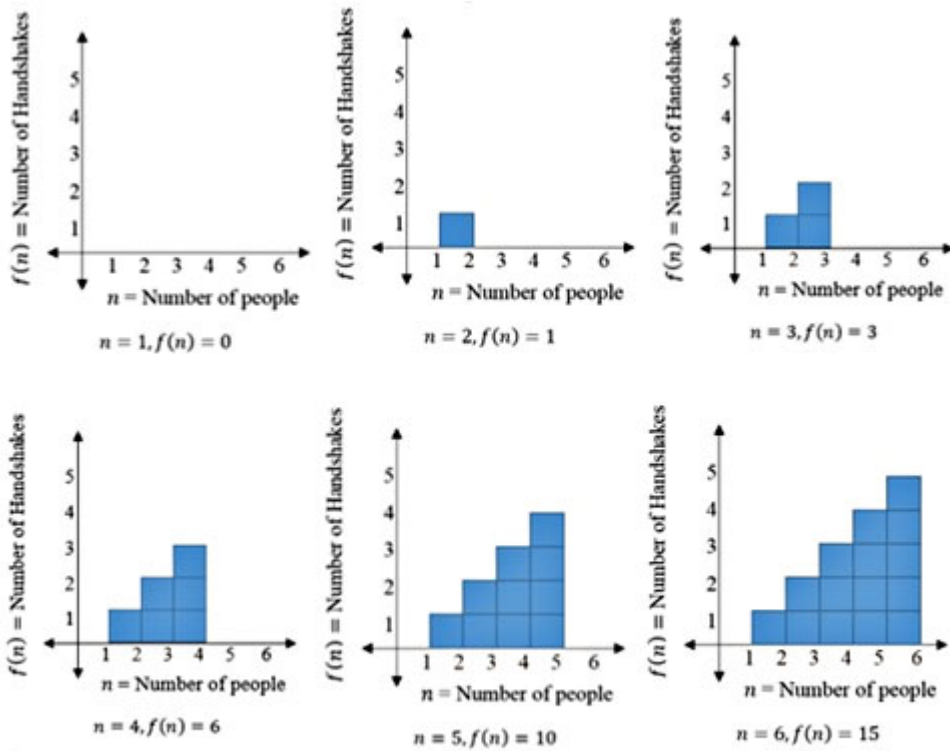 f(n) = Number of Handshakes
5
4
3
2
1
1 2 3 4 5 6
n = Number of people
n = 1, f(n) = 0
f(n) = Number of Handshakes
5
4
3
2
1
1 2 3 4 5 6
n = Number of people
n = 2, f(n) = 1
f(n) = Number of Handshakes
5
4
3
2
1
1 2 3 4 5 6
n = Number of people
n = 3, f(n) = 3
f(n) = Number of Handshakes
5
4
3
2
1
1 2 3 4 5 6
n = Number of people
n = 4, f(n) = 6
f(n) = Number of Handshakes
5
4
3
2
1
1 2 3 4 5 6
n = Number of people
n = 5, f(n) = 10
f(n) = Number of Handshakes
5
4
3
2
1
1 2 3 4 5 6
n = Number of people
n = 6, f(n) = 15